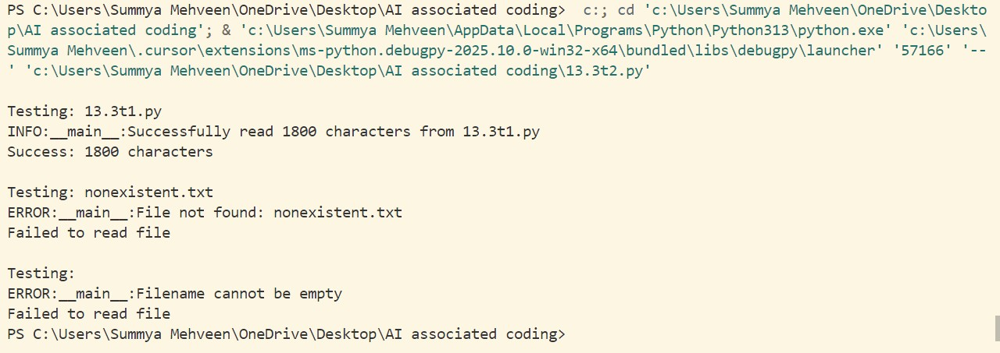 PS C:\Users\Summya Mehveen\OneDrive\Desktop\AI associated coding>  c:; cd 'c:\Users\Summya Mehveen\OneDrive\Deskto
p\AI associated coding'; & 'c:\Users\Summya Mehveen\AppData\Local\Programs\Python\Python313\python.exe' 'c:\Users\
Summya Mehveen\.cursor\extensions\ms-python.debugpy-2025.10.0-win32-x64\bundled\libs\debugpy\launcher' '57166' '--
' 'c:\Users\Summya Mehveen\OneDrive\Desktop\AI associated coding\13.3t2.py'
Testing: 13.3t1.py
INFO:__main__:Successfully read 1800 characters from 13.3t1.py
Success: 1800 characters
Testing: nonexistent.txt
ERROR:__main__:File not found: nonexistent.txt
Failed to read file
Testing:
ERROR:__main__:Filename cannot be empty
Failed to read file
PS C:\Users\Summya Mehveen\OneDrive\Desktop\AI associated coding>